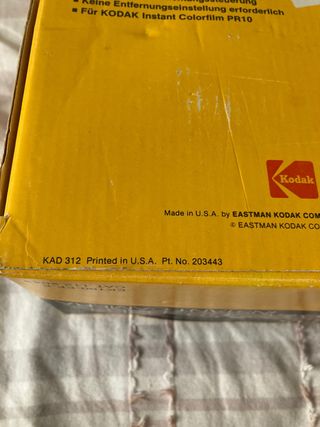 ■ Keine Entfernungseinstellung erforderlich
■ Für KODAK Instant Colorfilm PR10
Kodak
Made in U.S.A. by EASTMAN KODAK COM
© EASTMAN KODAK COM
KAD 312 Printed in U.S.A. Pt. No. 203443